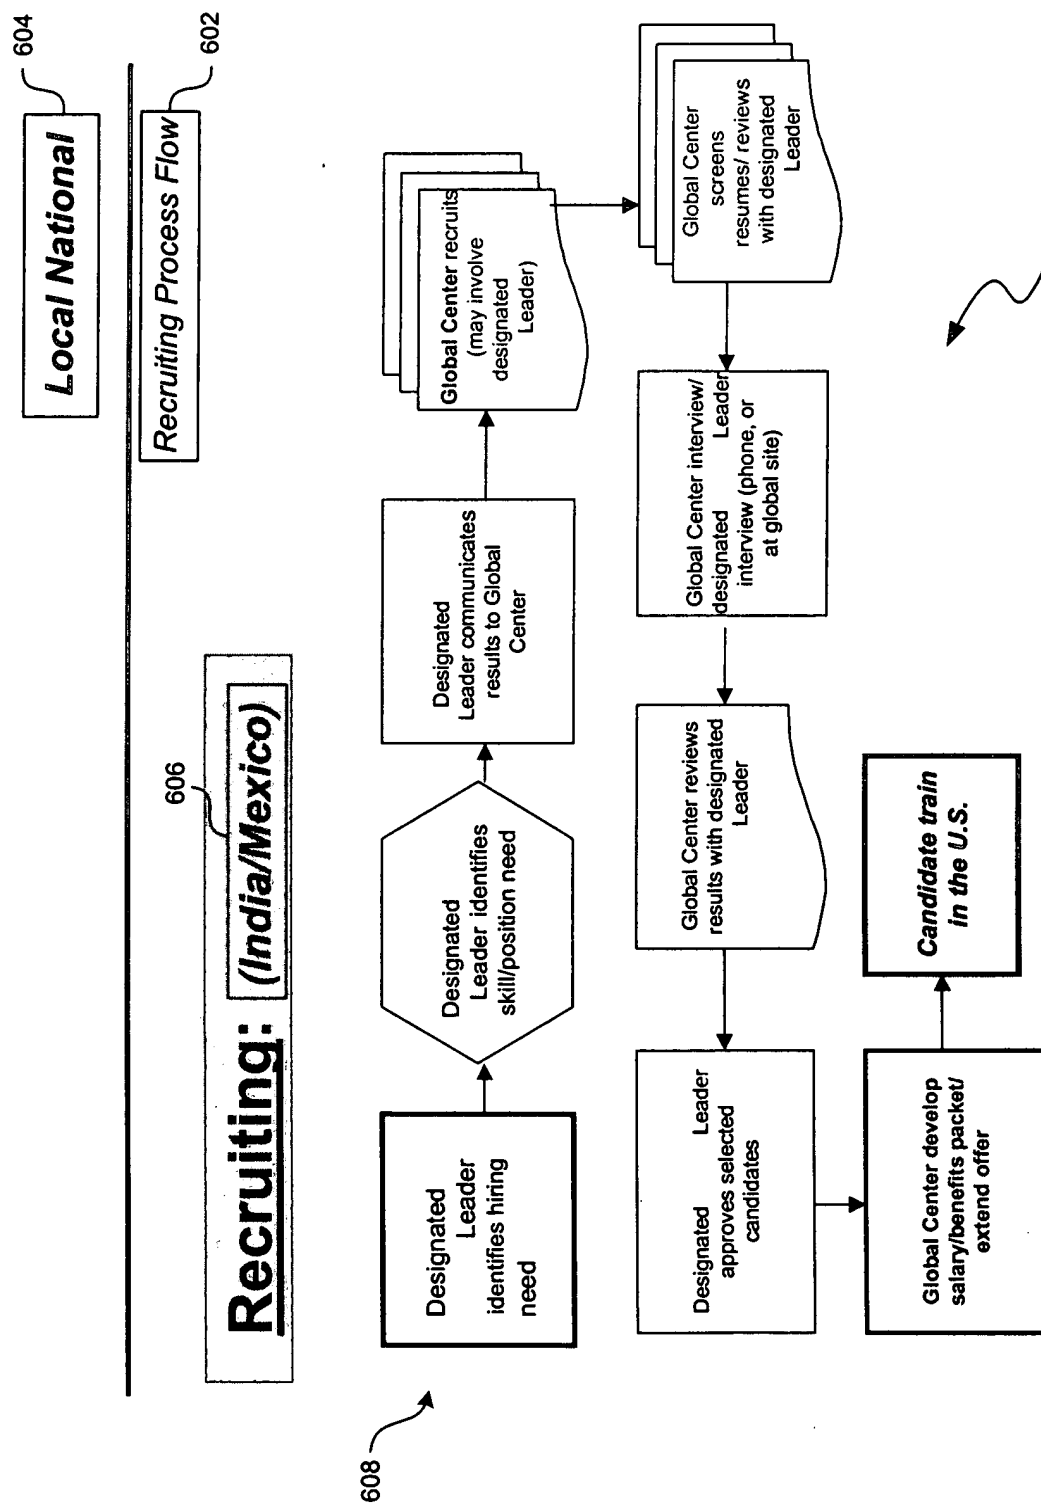 Local National
604
Recruiting Process Flow
602
606
Recruiting: (India/Mexico)
608
Designated
Leader
identifies hiring
need
Designated
Leader identifies
skill/position need
Designated
Leader communicates
results to Global
Center
Global Center recruits
(may involve
designated
Leader)
Global Center
screens
resumes/ reviews
with designated
Leader
Global Center interview/
designated Leader
interview (phone, or
at global site)
Global Center reviews
results with designated
Leader
Designated Leader
approves selected
candidates
Global Center develop
salary/benefits packet/
extend offer
Candidate train
in the U.S.